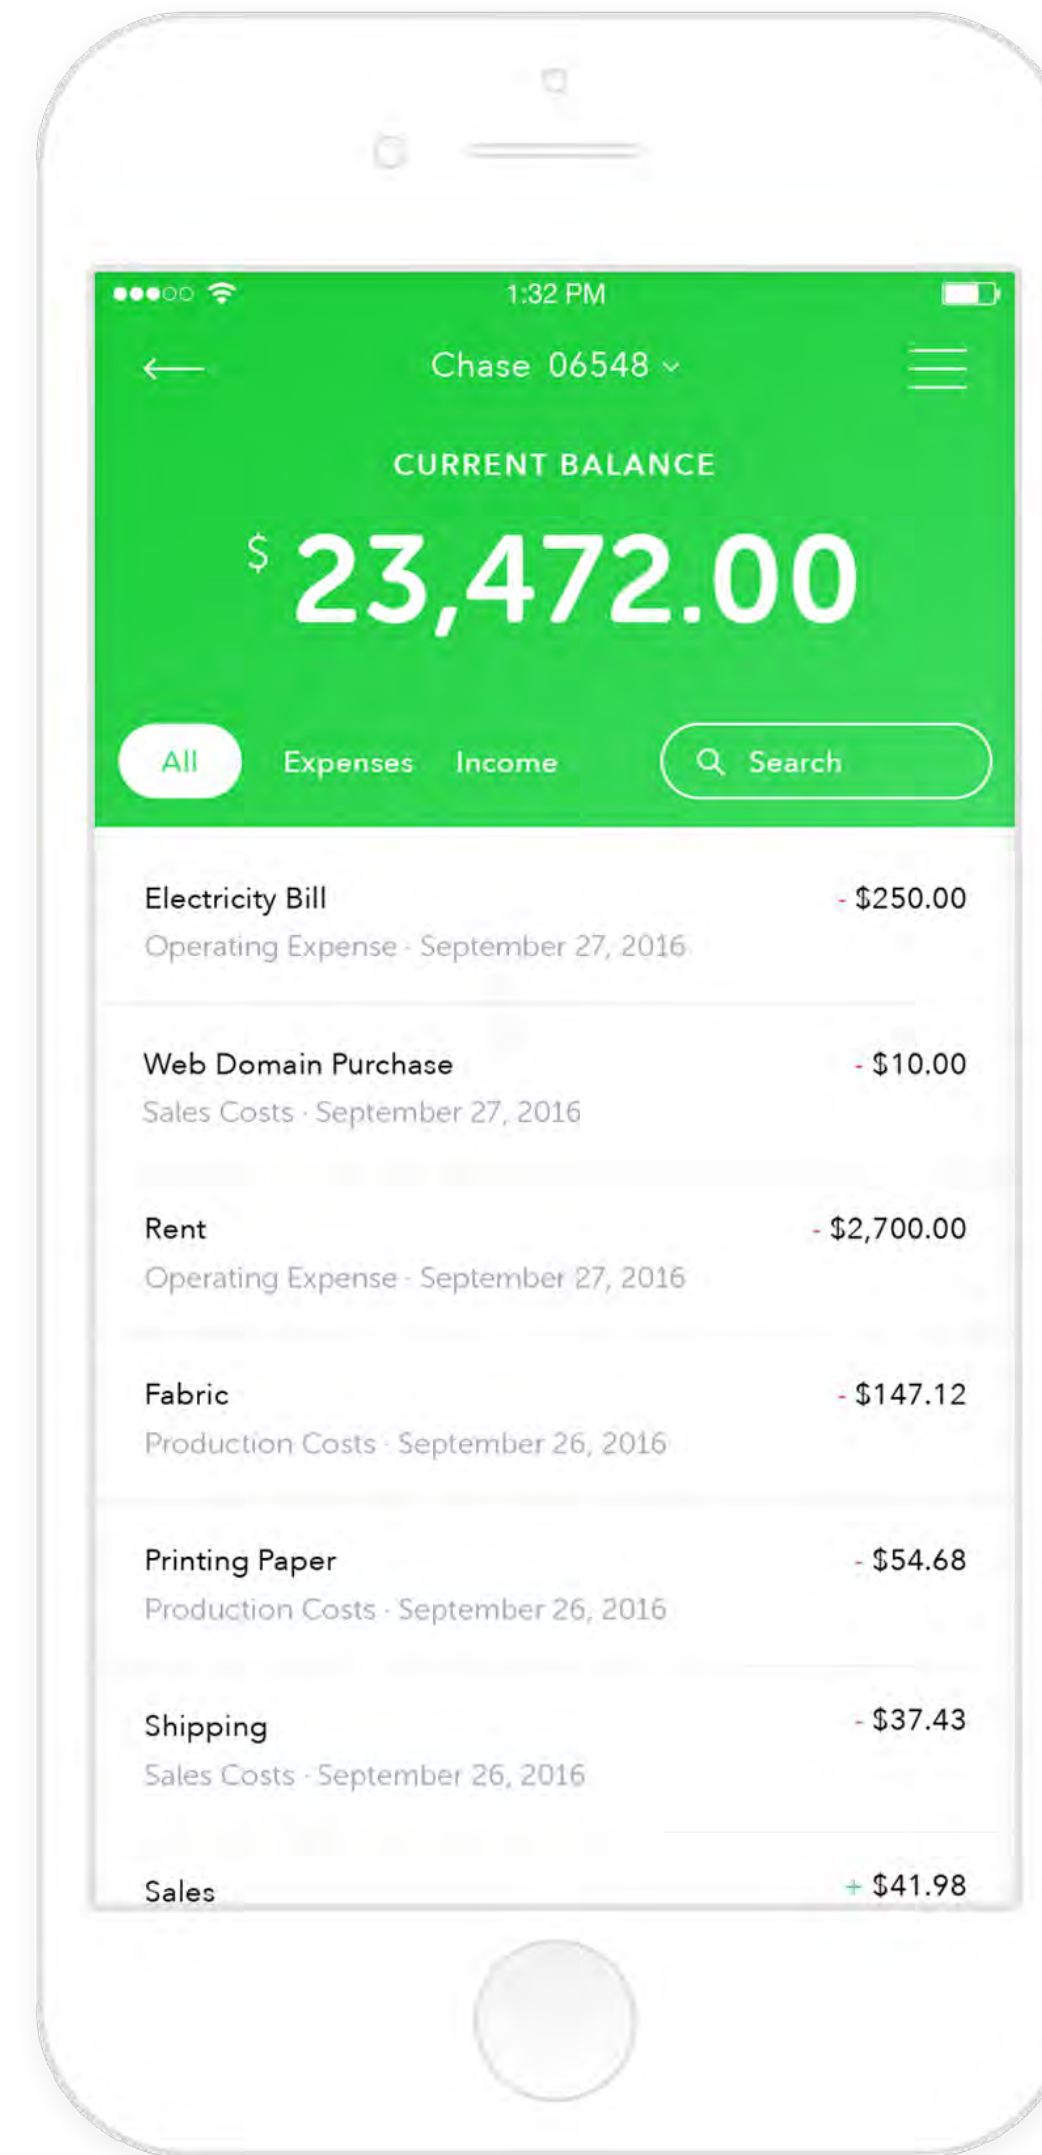 1:32 PM
Chase 06548
CURRENT BALANCE
$ 23,472.00
All Expenses Income Search
Electricity Bill - $250.00
Operating Expense · September 27, 2016
Web Domain Purchase - $10.00
Sales Costs · September 27, 2016
Rent - $2,700.00
Operating Expense · September 27, 2016
Fabric - $147.12
Production Costs · September 26, 2016
Printing Paper - $54.68
Production Costs · September 26, 2016
Shipping - $37.43
Sales Costs · September 26, 2016
Sales + $41.98